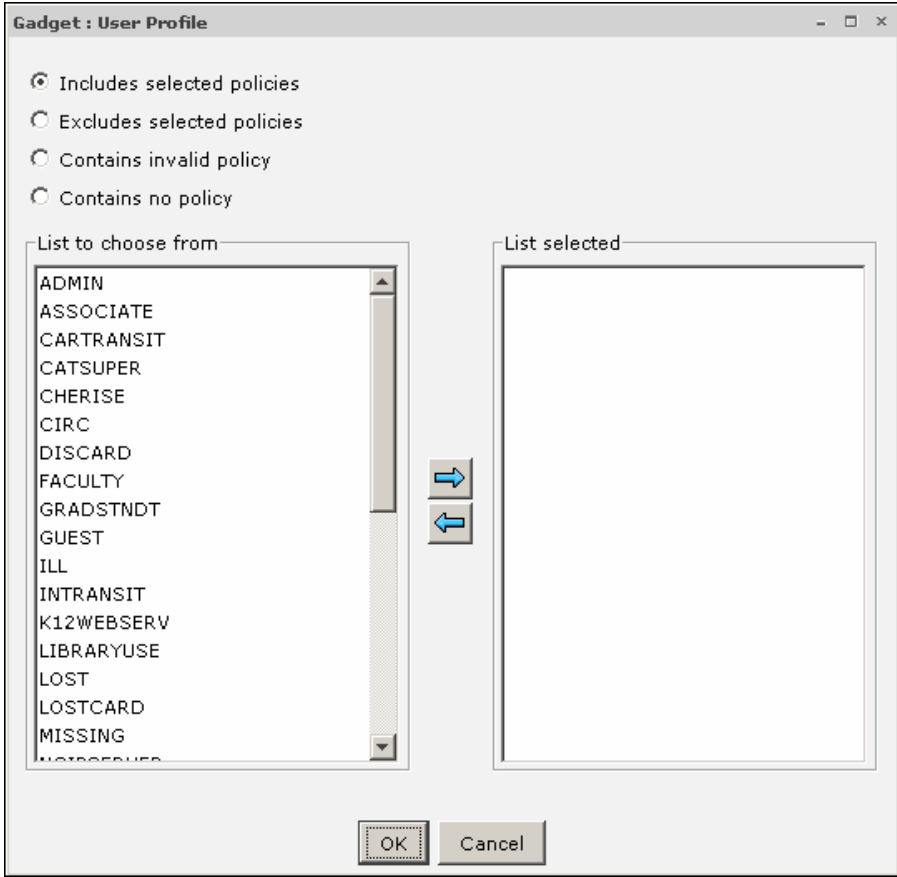 Gadget : User Profile
Includes selected policies
Excludes selected policies
Contains invalid policy
Contains no policy
List to choose from
ADMIN
ASSOCIATE
CARTRANSIT
CATSUPER
CHERISE
CIRC
DISCARD
FACULTY
GRADSTNDT
GUEST
ILL
INTRANSIT
K12WEBSERV
LIBRARYUSE
LOST
LOSTCARD
MISSING
List selected
OK
Cancel